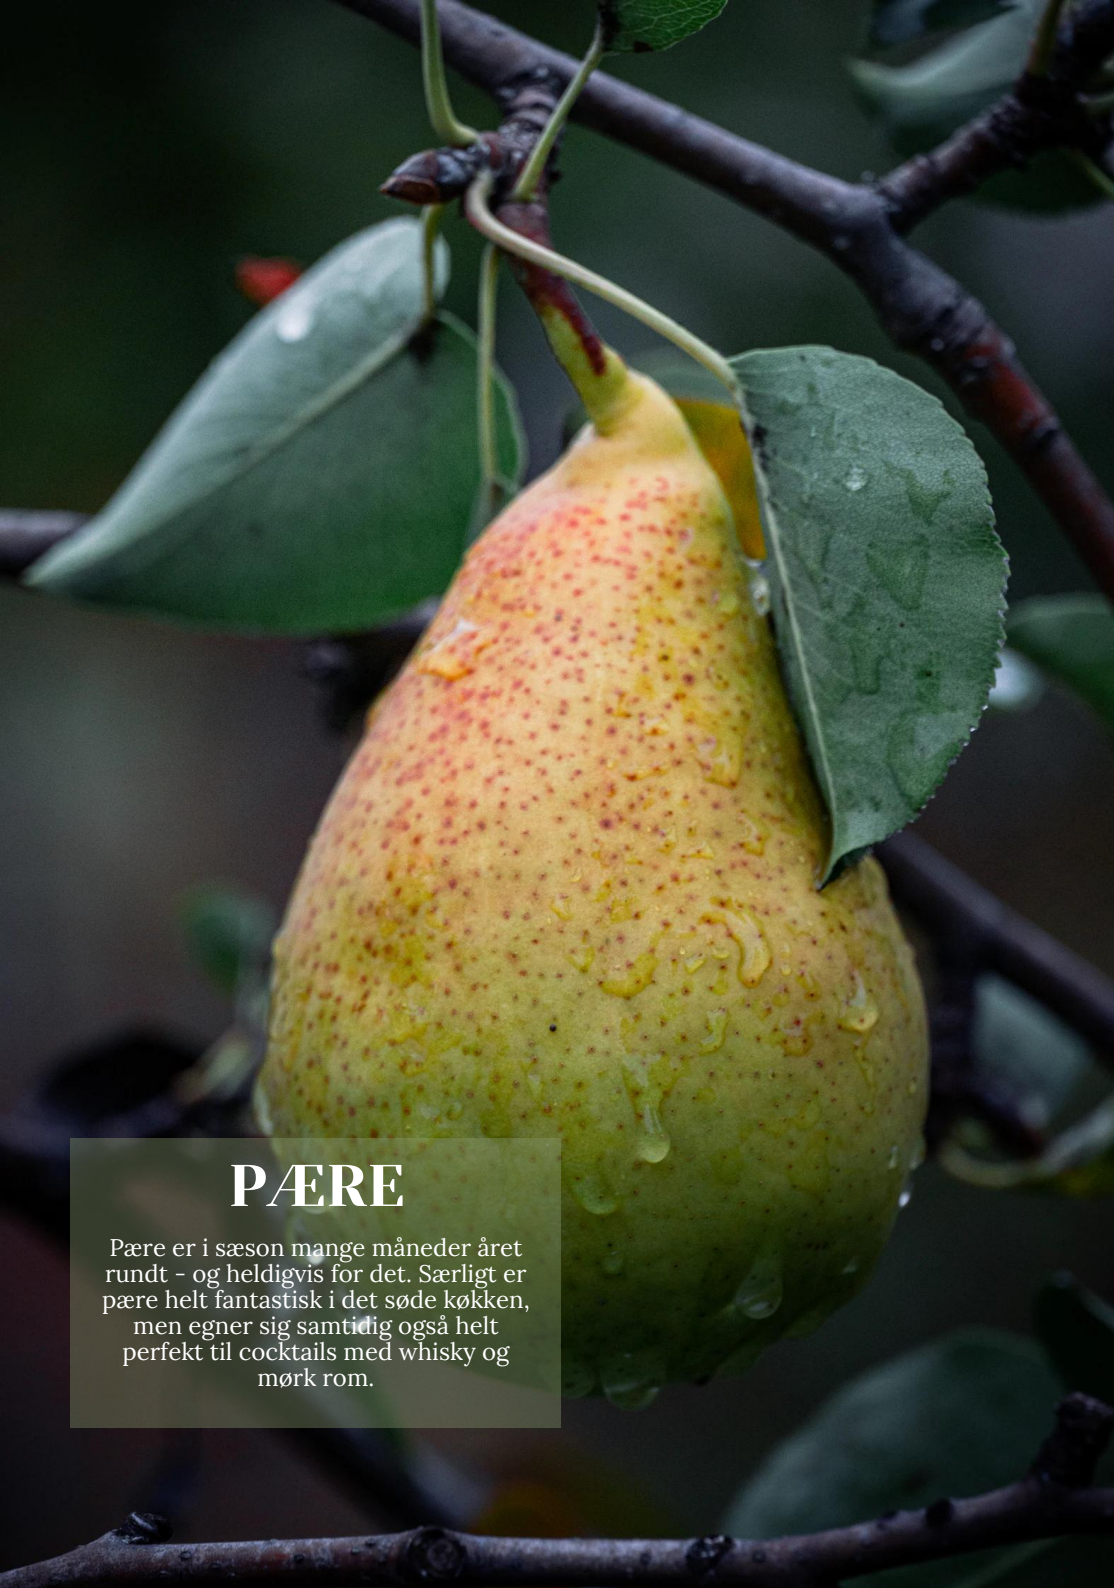 PÆRE
Pære er i sæson mange måneder året
rundt - og heldigvis for det. Særligt er
pære helt fantastisk i det søde køkken,
men egner sig samtidig også helt
perfekt til cocktails med whisky og
mørk rom.